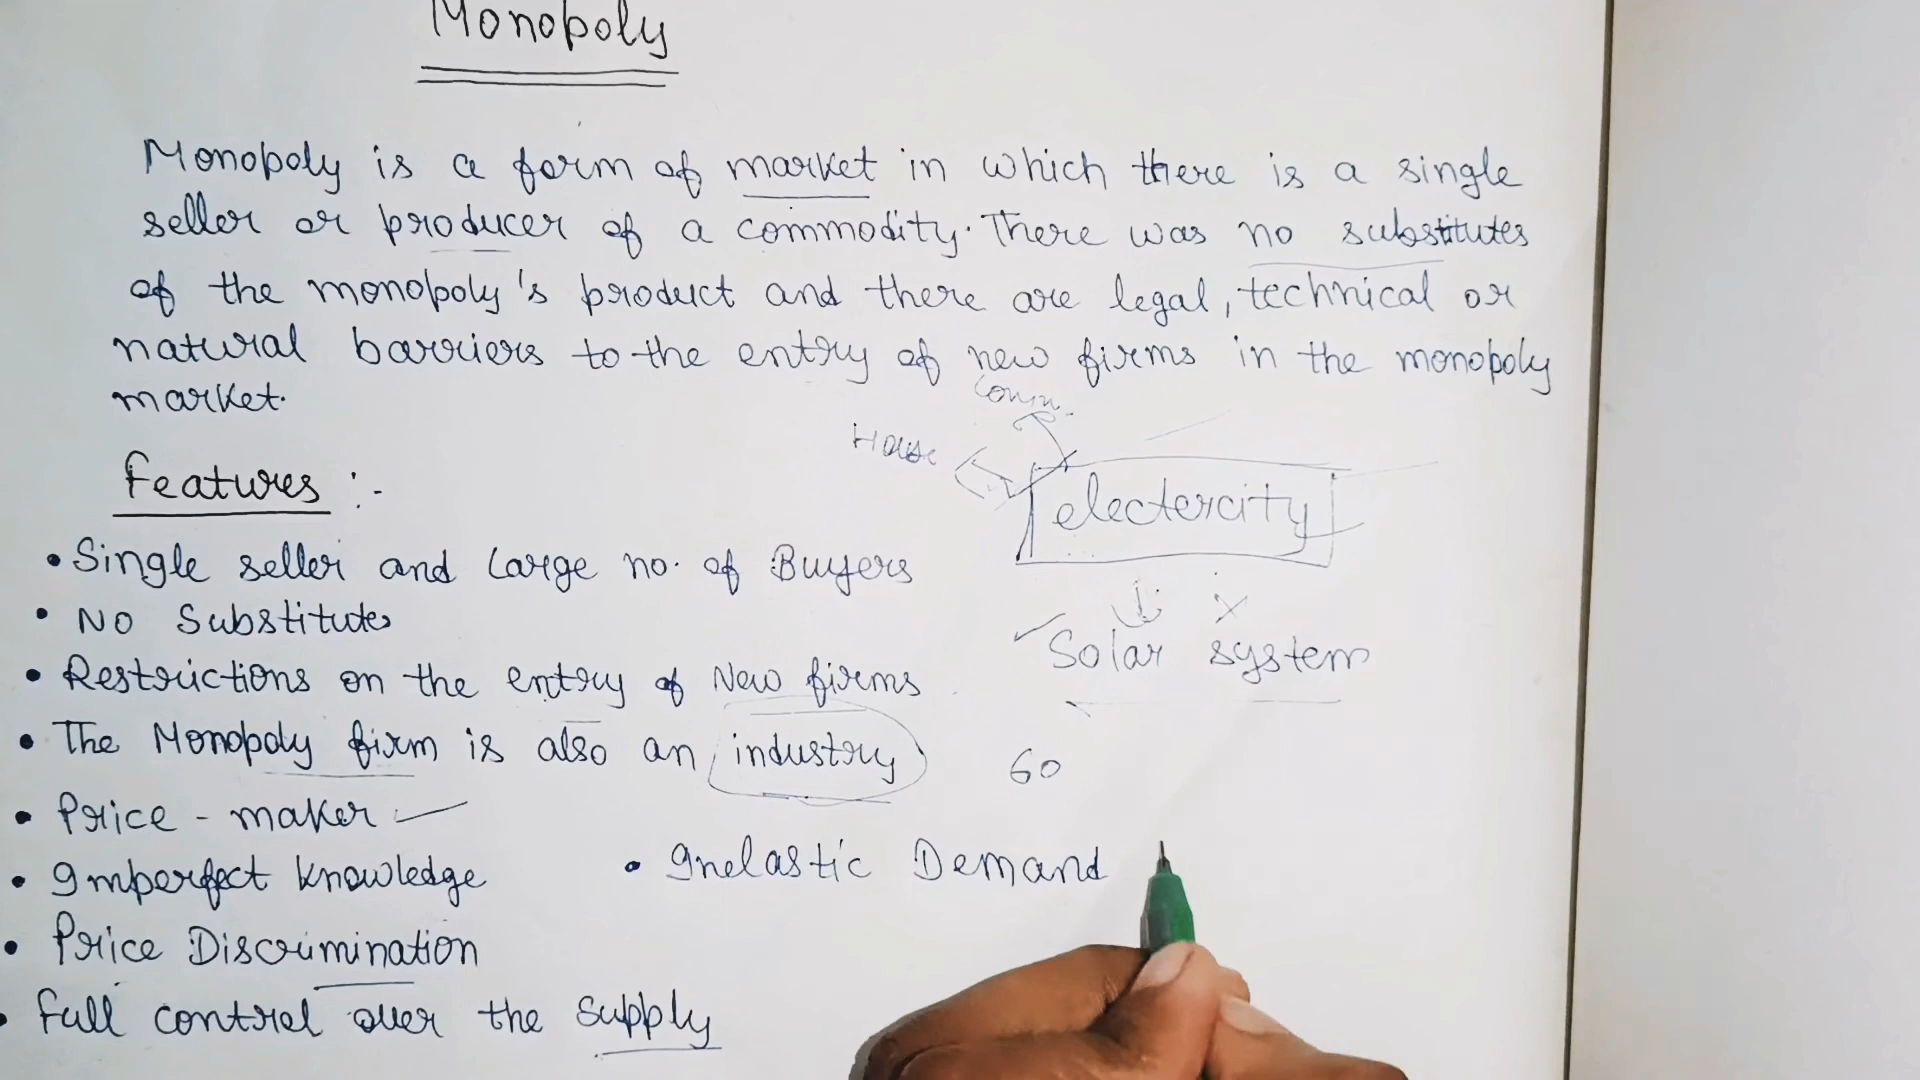 Monopoly
Monopoly is a form of market in which there is a single
seller or producer of a commodity. There was no substitutes
of the monopoly's product and there are legal, technical or
natural barriers to the entry of new firms in the monopoly
market.
Comm.
House
electercity
Features :-
• Single seller and Large no. of Buyers
• No Substitutes
Solar system
• Restrictions on the entry of New firms
• The Monopoly firm is also an industry
60
• Price - maker
• Imperfect Knowledge
• Inelastic Demand
• Price Discrimination
• Full control over the supply